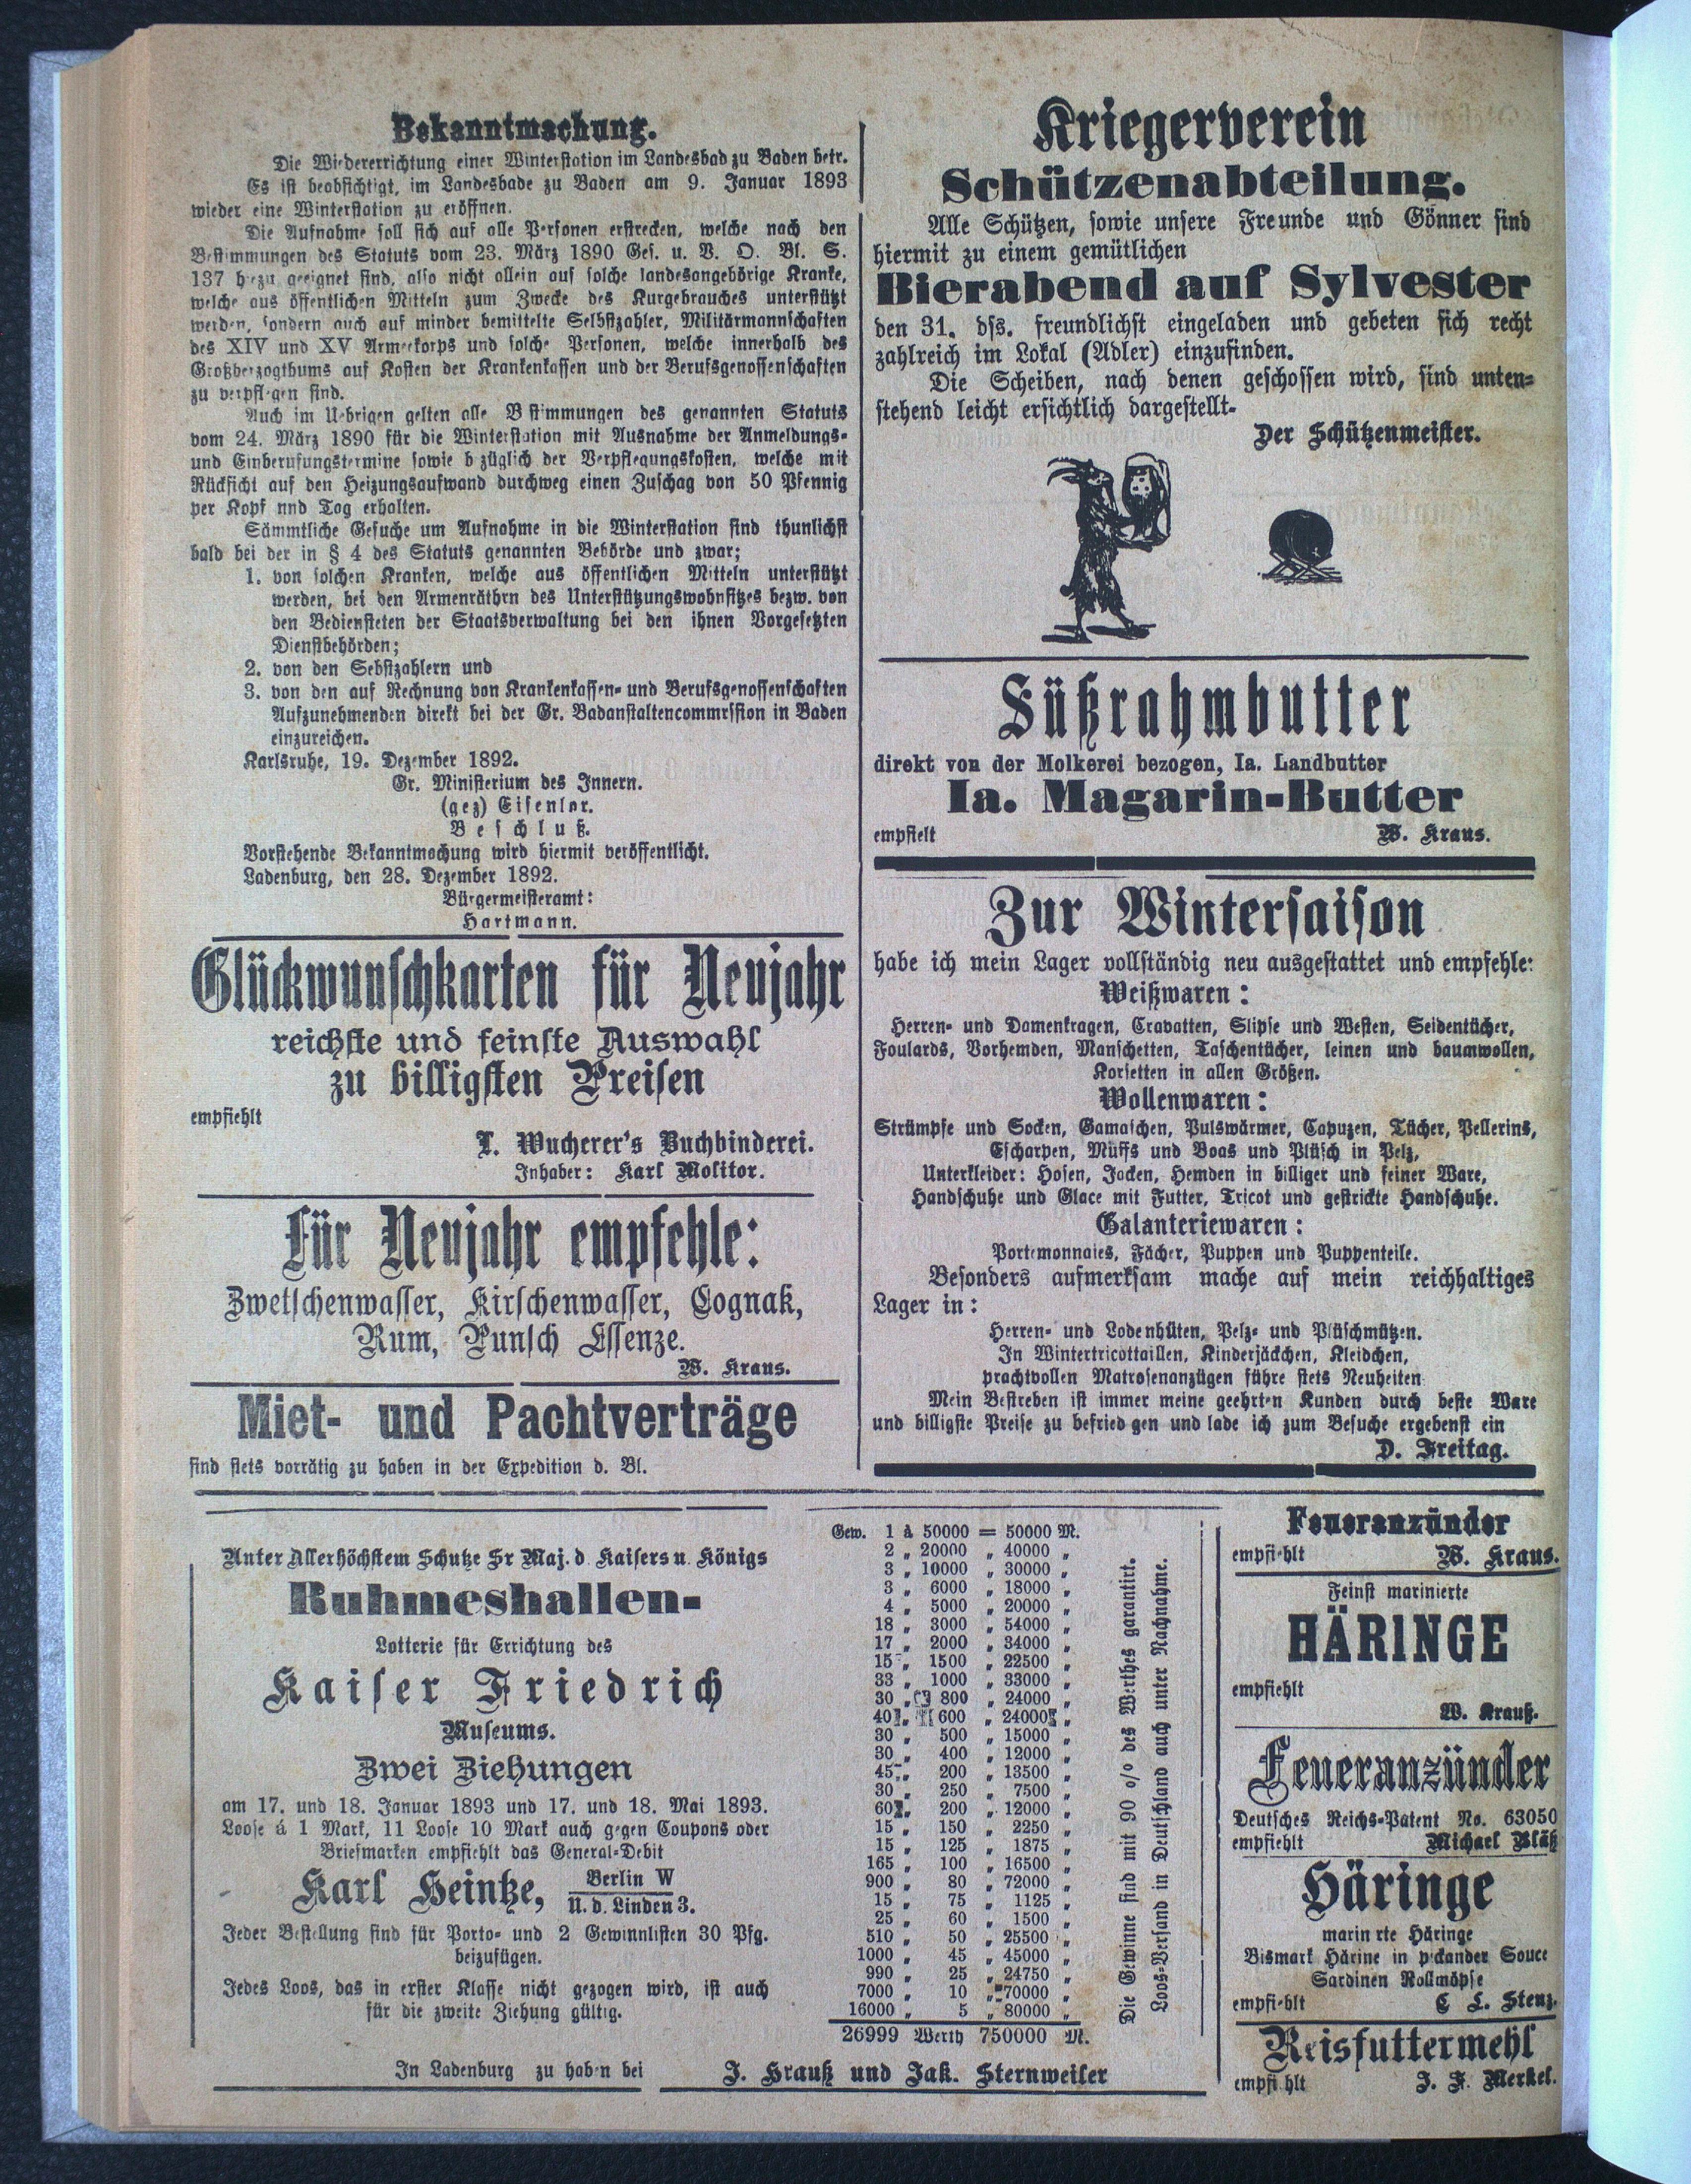 Bekanntmachung.
Die Wiedererrichtung einer Winterstation im Landesbad zu Baden betr.
Es ist beabsichtigt, im Landesbade zu Baden am 9. Januar 1893
wieder eine Winterstation zu eröffnen.
Die Aufnahme soll sich auf alle Personen erstrecken, welche nach den
Bestimmungen des Statuts vom 23. März 1890 Ges. u. V. O. Bl. S.
137 hiezu geeignet sind, also nicht allein auf solche landesangehörige Kranke,
welche aus öffentlichen Mitteln zum Zwecke des Kurgebrauches unterstützt
werden, sondern auch auf minder bemittelte Selbstzahler, Militärmannschaften
des XIV und XV Armeekorps und solche Personen, welche innerhalb des
Großherzogthums auf Kosten der Krankenkassen und der Berufsgenossenschaften
zu verpflegen sind.
Auch im Uebrigen gelten alle Bestimmungen des genannten Statuts
vom 24. März 1890 für die Winterstation mit Ausnahme der Anmeldungs-
und Einberufungstermine sowie bezüglich der Verpflegungskosten, welche mit
Rücksicht auf den Heizungsaufwand durchweg einen Zuschag von 50 Pfennig
per Kopf nnd Tag erhalten.
Sämmtliche Gesuche um Aufnahme in die Winterstation sind thunlichst
bald bei der in § 4 des Statuts genannten Behörde und zwar;
1. von solchen Kranken, welche aus öffentlichen Mitteln unterstützt
werden, bei den Armenräthrn des Unterstützungswohnsitzes bezw. von
den Bediensteten der Staatsverwaltung bei den ihnen Vorgesetzten
Dienstbehörden;
2. von den Sebstzahlern und
3. von den auf Rechnung von Krankenkassen- und Berufsgenossenschaften
Aufzunehmenden direkt bei der Gr. Badanstaltencommrssion in Baden
einzureichen.
Karlsruhe, 19. Dezember 1892.
Gr. Ministerium des Innern.
(gez) Eisenlor.
Beschluß.
Vorstehende Bekanntmachung wird hiermit veröffentlicht.
Ladenburg, den 28. Dezember 1892.
Bürgermeisteramt:
Hartmann.
Glückwunschkarten für Neujahr
reichste und feinste Auswahl
zu billigsten Preisen
empfiehlt
L. Wucherer's Buchbinderei.
Inhaber: Karl Molitor.
Für Neujahr empfehle:
Zwetschenwasser, Kirschenwasser, Cognak,
Rum, Punsch Essenze.
W. Kraus.
Miet- und Pachtverträge
sind stets vorrätig zu haben in der Expedition d. Bl.
Kriegerverein
Schützenabteilung.
Alle Schützen, sowie unsere Freunde und Gönner sind
hiermit zu einem gemütlichen
Bierabend auf Sylvester
den 31. dss. freundlichst eingeladen und gebeten sich recht
zahlreich im Lokal (Adler) einzufinden.
Die Scheiben, nach denen geschossen wird, sind unten-
stehend leicht ersichtlich dargestellt-
Der Schützenmeister.
Süßrahmbutter
direkt von der Molkerei bezogen, Ia. Landbutter
Ia. Magarin-Butter
empfielt W. Kraus.
Zur Wintersaison
habe ich mein Lager vollständig neu ausgestattet und empfehle:
Weißwaren:
Herren- und Damenkragen, Cravatten, Slipse und Westen, Seidentücher,
Foulards, Vorhemden, Manschetten, Taschentücher, leinen und baumwollen,
Korsetten in allen Größen.
Wollenwaren:
Strümpfe und Socken, Gamaschen, Pulswärmer, Capuzen, Tücher, Pellerins,
Escharpen, Muffs und Boas und Plüsch in Pelz,
Unterkleider: Hosen, Jacken, Hemden in billiger und feiner Ware,
Handschuhe und Glace mit Futter, Tricot und gestrickte Handschuhe.
Galanteriewaren:
Portemonnaies, Fächer, Puppen und Puppenteile.
Besonders aufmerksam mache auf mein reichhaltiges
Lager in:
Herren- und Lodenhüten, Pelz- und Plüschmützen.
In Wintertricottaillen, Kinderjäckchen, Kleidchen,
prachtvollen Matrosenanzügen führe stets Neuheiten
Mein Bestreben ist immer meine geehrten Kunden durch beste Ware
und billigste Preise zu befriedigen und lade ich zum Besuche ergebenst ein
D. Freitag.
Unter Allerhöchstem Schutze Sr Maj. d Kaisers u. Königs
Ruhmeshallen-
Lotterie für Errichtung des
Kaiser Friedrich
Museums.
Zwei Ziehungen
am 17. und 18. Januar 1893 und 17. und 18. Mai 1893.
Loose á 1 Mark, 11 Loose 10 Mark auch gegen Coupons oder
Briefmarken empfiehlt das General-Debit
Karl Heintze, Berlin W
U. d. Linden 3.
Jeder Bestellung sind für Porto- und 2 Gewinnlisten 30 Pfg.
beizufügen.
Jedes Loos, das in erster Klasse nicht gezogen wird, ist auch
für die zweite Ziehung gültig.
Gew. 1 à 50000 = 50000 M.
2 „ 20000 „ 40000 „
3 „ 10000 „ 30000 „
3 „ 6000 „ 18000 „
4 „ 5000 „ 20000 „
18 „ 3000 „ 54000 „
17 „ 2000 „ 34000 „
15 „ 1500 „ 22500 „
33 „ 1000 „ 33000 „
30 „ 800 „ 24000 „
40 „ 600 „ 24000 „
30 „ 500 „ 15000 „
30 „ 400 „ 12000 „
45 „ 200 „ 13500 „
30 „ 250 „ 7500 „
60 „ 200 „ 12000 „
15 „ 150 „ 2250 „
15 „ 125 „ 1875 „
165 „ 100 „ 16500 „
900 „ 80 „ 72000 „
15 „ 75 „ 1125 „
25 „ 60 „ 1500 „
510 „ 50 „ 25500 „
1000 „ 45 „ 45000 „
990 „ 25 „ 24750 „
7000 „ 10 „ 70000 „
16000 „ 5 „ 80000 „
26999 Werth 750000 M.
Die Gewinne sind mit 90 o/o des Werthes garantirt.
Loos-Versand in Deutschland auch unter Nachnahme.
In Ladenburg zu haben bei J. Krauß und Jak. Sternweiler
Feueranzünder
empfiehlt W. Kraus.
Feinst marinierte
HÄRINGE
empfiehlt
W. Krauß.
Feueranzünder
Deutsches Reichs-Patent No. 63050
empfiehlt Michael Bläß
Häringe
marin rte Häringe
Bismark Härine in pickander Souce
Sardinen Rollmöpse
empfiehlt C L. Stenz.
Reisfuttermehl
empfi hlt J. F. Merkel.